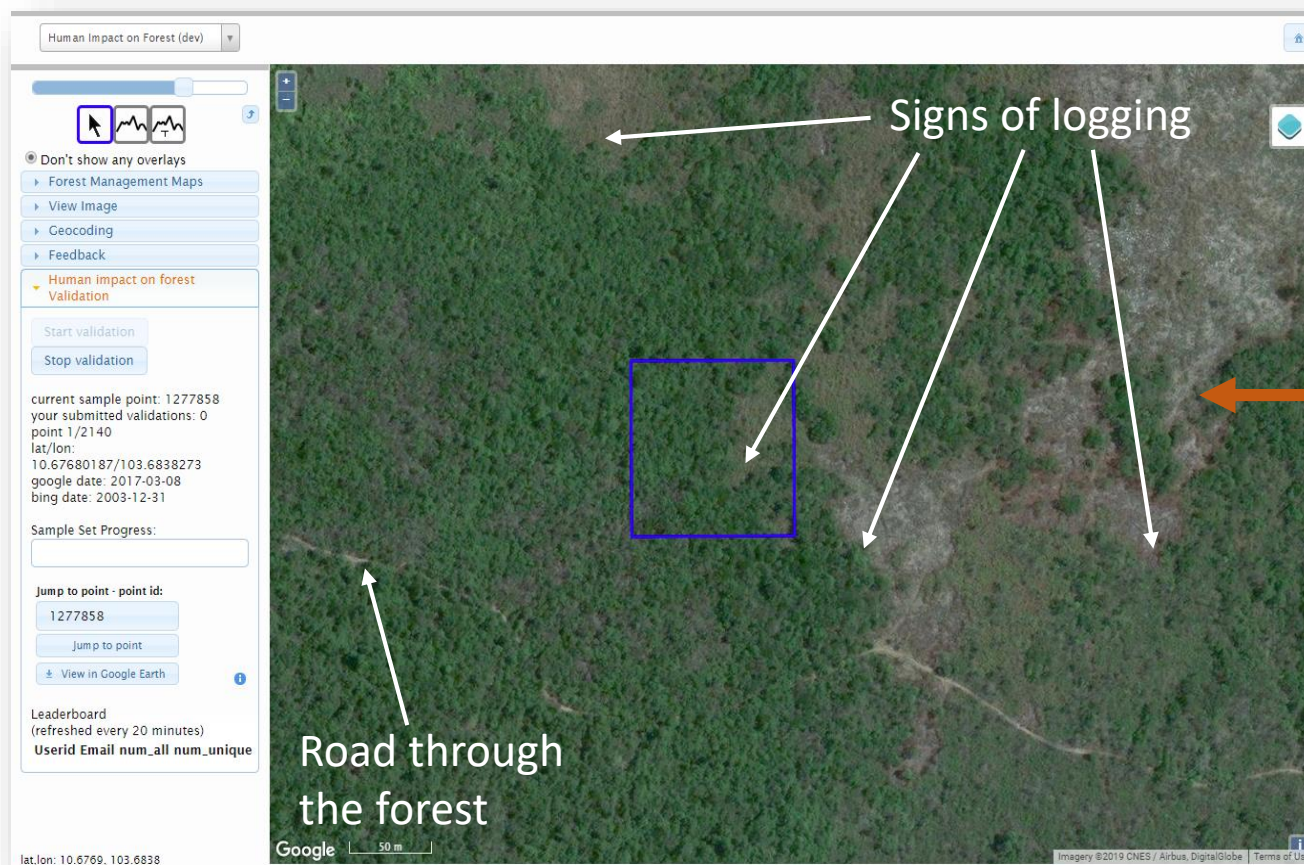 Human Impact on Forest (dev)
Don't show any overlays
Forest Management Maps
View Image
Geocoding
Feedback
Human impact on forest
Validation
Start validation
Stop validation
current sample point: 1277858
your submitted validations: 0
point 1/2140
lat/lon:
10.67680187/103.6838273
google date: 2017-03-08
bing date: 2003-12-31
Sample Set Progress:
Jump to point - point id:
1277858
Jump to point
View in Google Earth
Leaderboard
(refreshed every 20 minutes)
Userid Email num_all num_unique
lat,lon: 10.6769, 103.6838
+
-
T
Signs of logging
Road through
the forest
Google
50 m
Imagery ©2019 CNES / Airbus, DigitalGlobe
Terms of